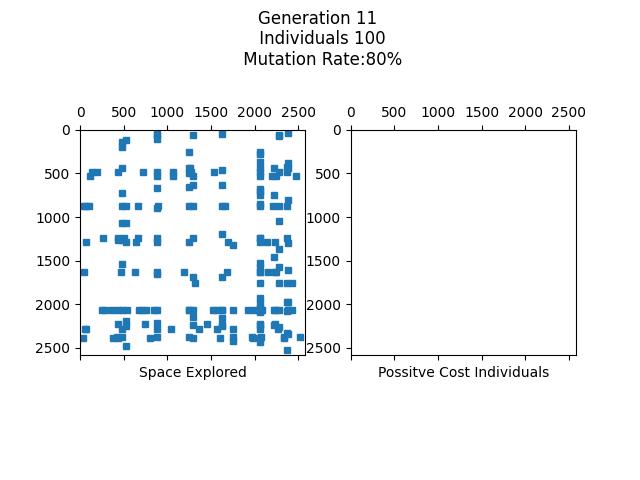 Generation 11
Individuals 100
Mutation Rate:80%
0 500 1000 1500 2000 2500
0 500 1000 1500 2000 2500
0
500
1000
1500
2000
2500
0
500
1000
1500
2000
2500
Space Explored
Possitve Cost Individuals